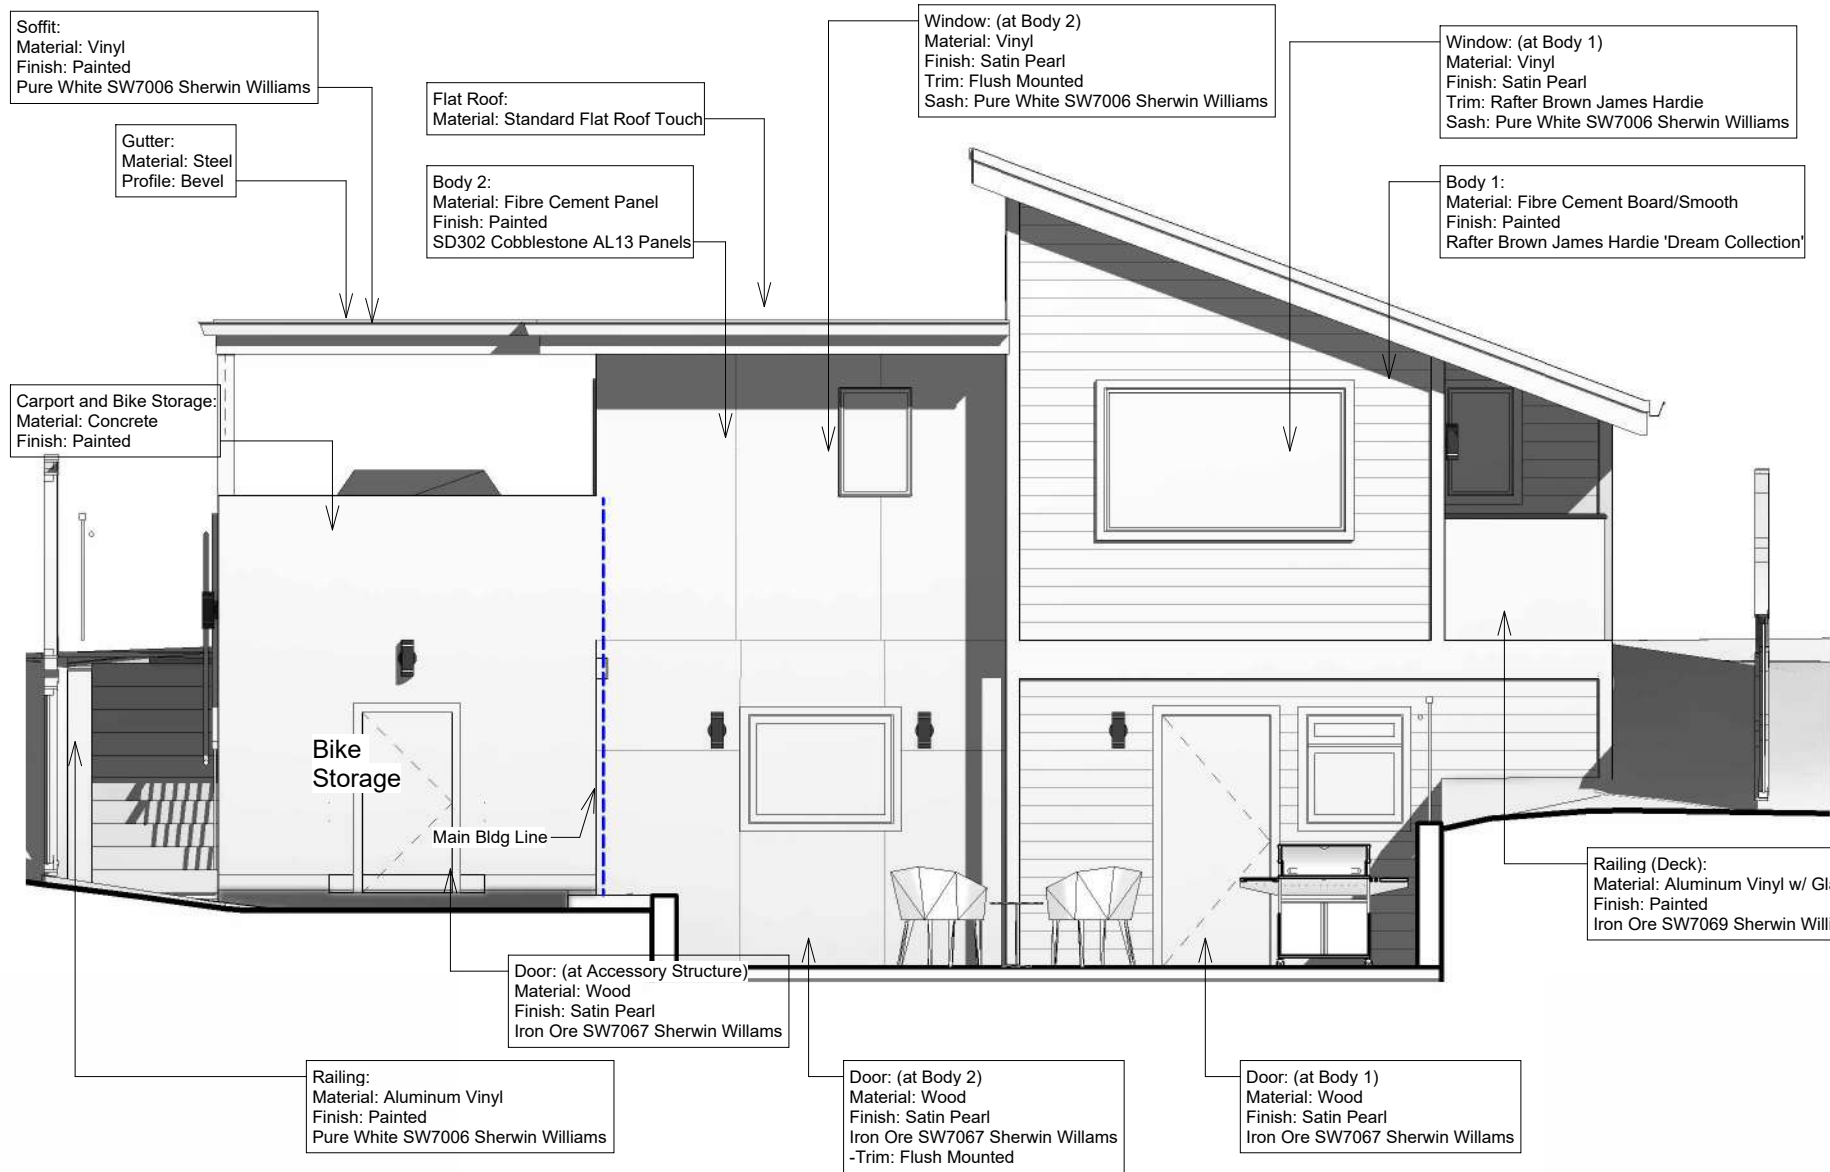 Soffit:
Material: Vinyl
Finish: Painted
Pure White SW7006 Sherwin Williams
Gutter:
Material: Steel
Profile: Bevel
Flat Roof:
Material: Standard Flat Roof Touch
Body 2:
Material: Fibre Cement Panel
Finish: Painted
SD302 Cobblestone AL13 Panels
Window: (at Body 2)
Material: Vinyl
Finish: Satin Pearl
Trim: Flush Mounted
Sash: Pure White SW7006 Sherwin Williams
Window: (at Body 1)
Material: Vinyl
Finish: Satin Pearl
Trim: Rafter Brown James Hardie
Sash: Pure White SW7006 Sherwin Williams
Body 1:
Material: Fibre Cement Board/Smooth
Finish: Painted
Rafter Brown James Hardie 'Dream Collection'
Carport and Bike Storage:
Material: Concrete
Finish: Painted
Bike
Storage
Main Bldg Line
Railing (Deck):
Material: Aluminum Vinyl w/
Finish: Painted
Iron Ore SW7069 Sherwin
Door: (at Accessory Structure)
Material: Wood
Finish: Satin Pearl
Iron Ore SW7067 Sherwin Willams
Railing:
Material: Aluminum Vinyl
Finish: Painted
Pure White SW7006 Sherwin Williams
Door: (at Body 2)
Material: Wood
Finish: Satin Pearl
Iron Ore SW7067 Sherwin Willams
-Trim: Flush Mounted
Door: (at Body 1)
Material: Wood
Finish: Satin Pearl
Iron Ore SW7067 Sherwin Willams